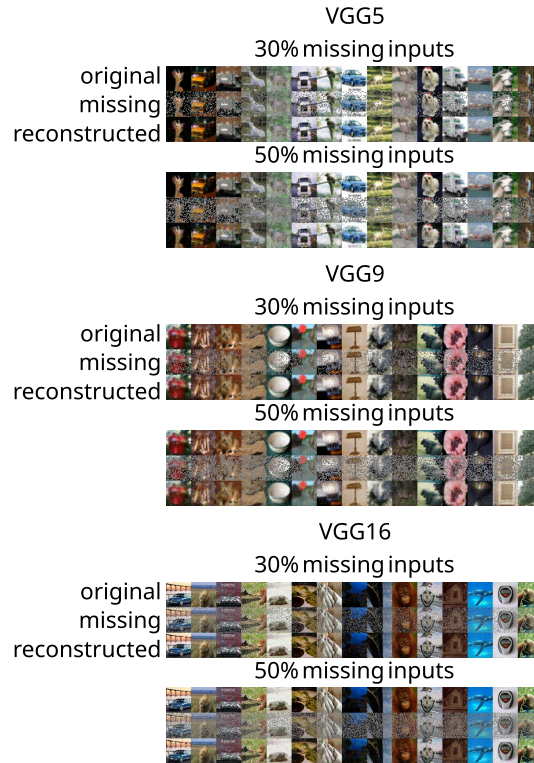 VGG5
30% missing inputs
original
missing
reconstructed
50% missing inputs
VGG9
30% missing inputs
original
missing
reconstructed
50% missing inputs
VGG16
30% missing inputs
original
missing
reconstructed
50% missing inputs